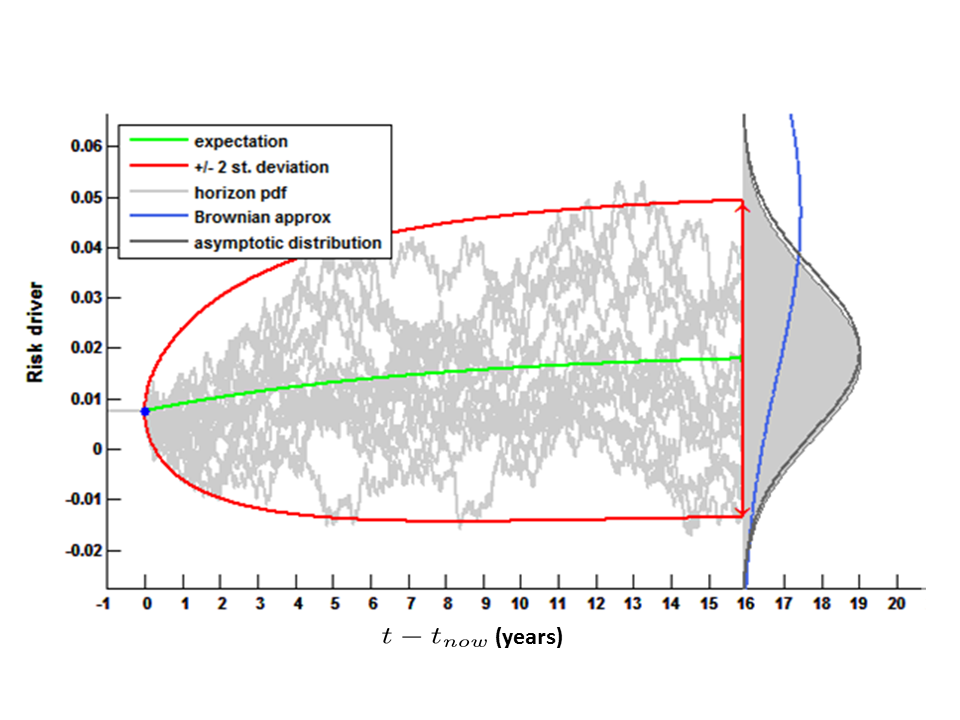 expectation
+/- 2 st. deviation
horizon pdf
Brownian approx
asymptotic distribution
0.06
0.05
0.04
0.03
0.02
0.01
0
-0.01
-0.02
Risk driver
-1 0 1 2 3 4 5 6 7 8 9 10 11 12 13 14 15 16 17 18 19 20
t − t_now (years)